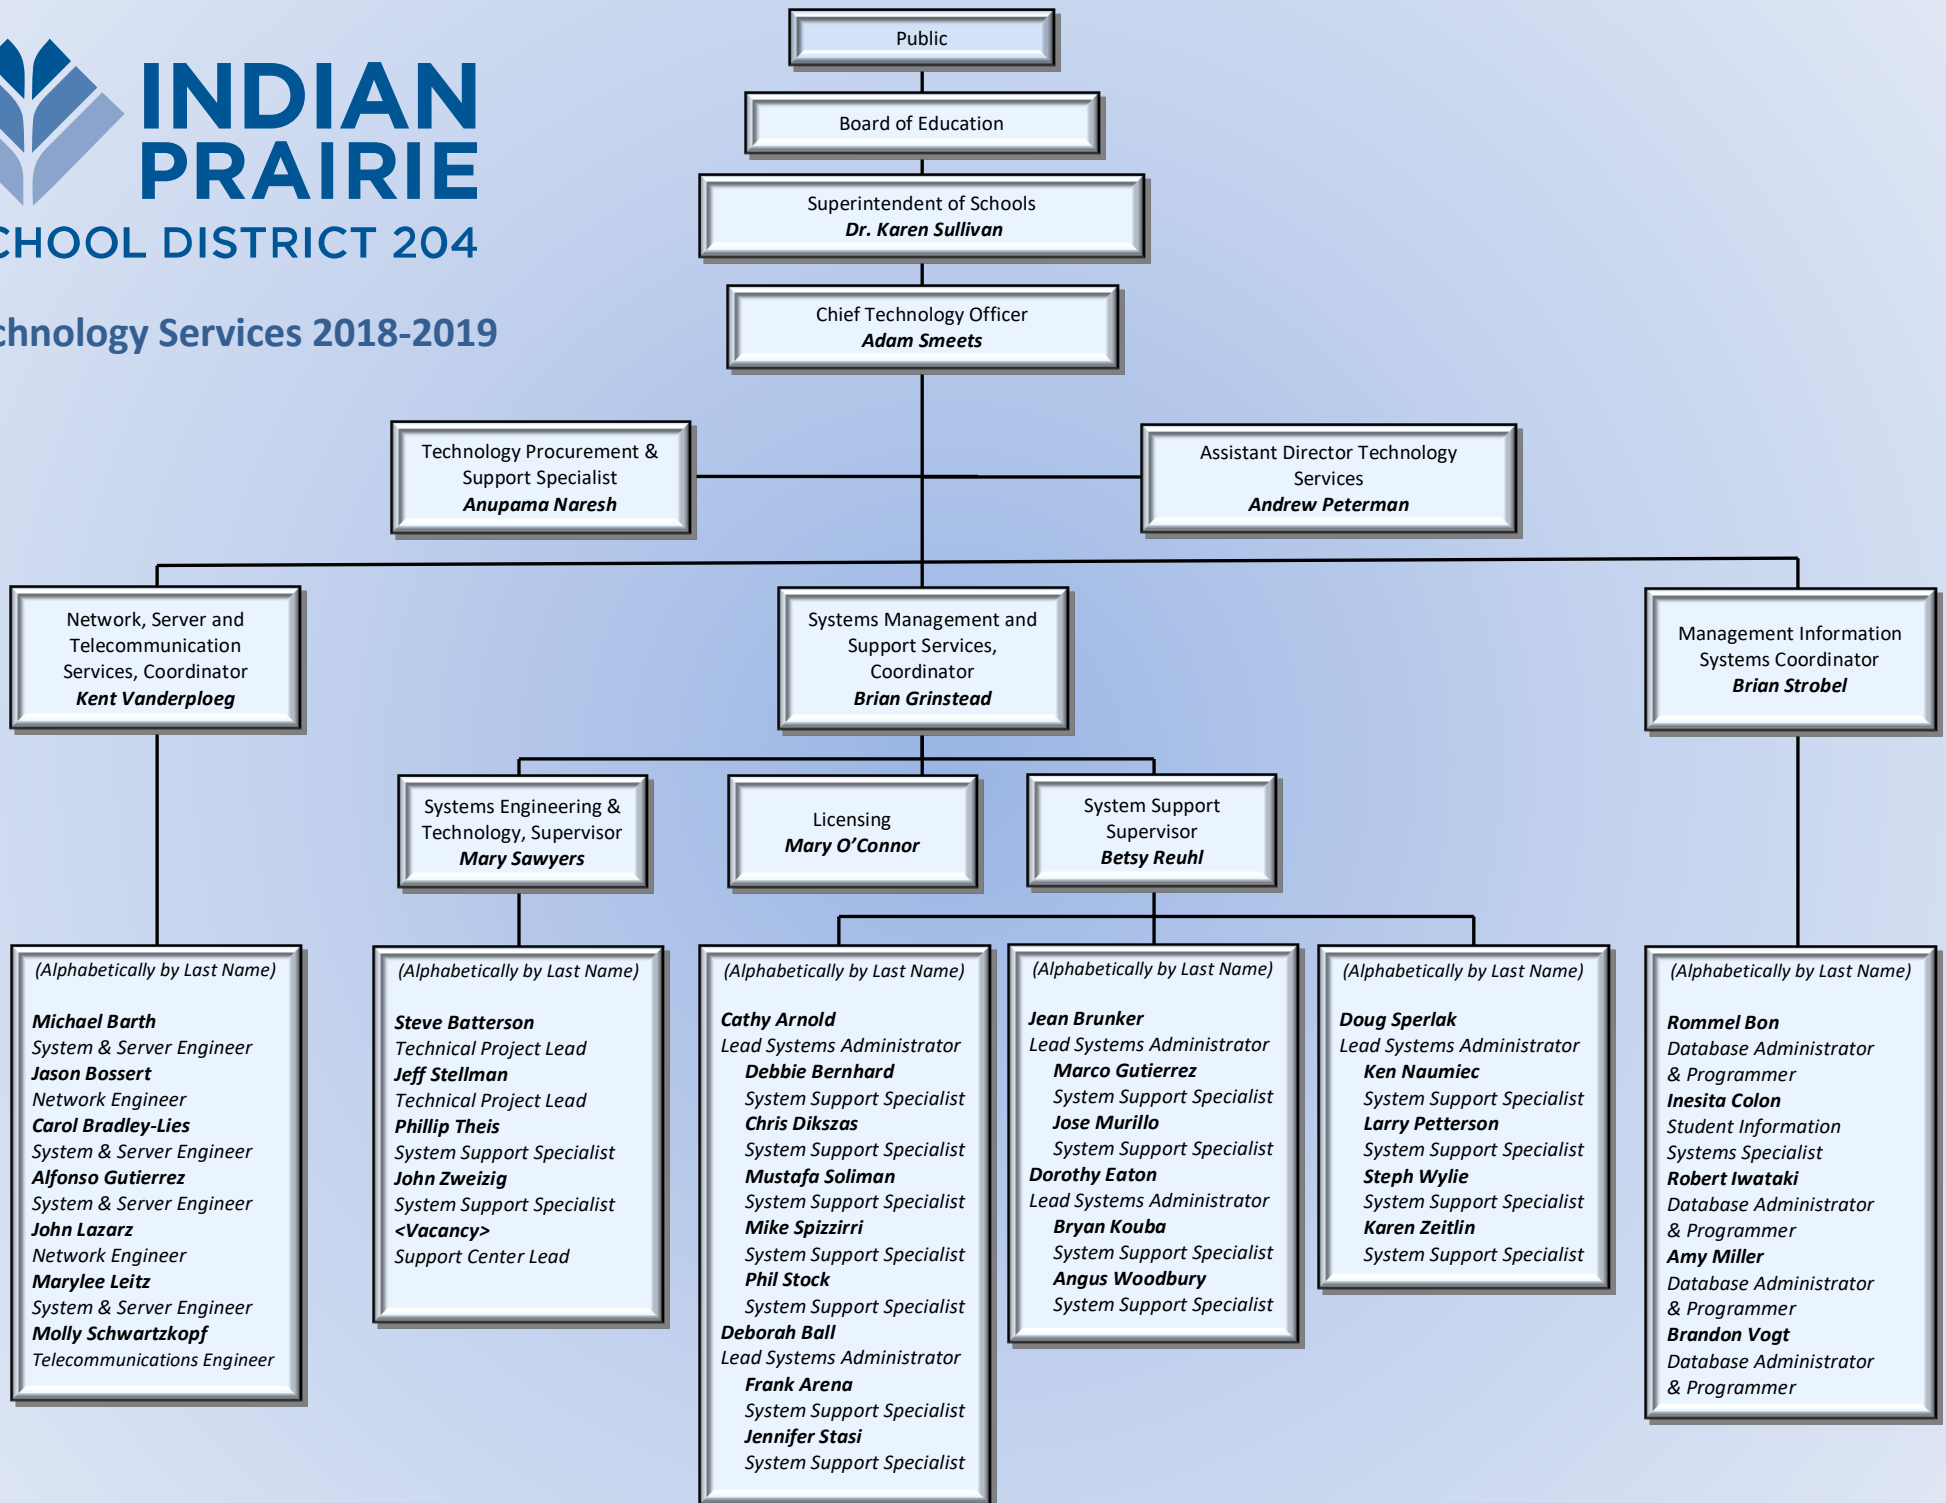 Public
Board of Education
Superintendent of Schools
Dr. Karen Sullivan
Chief Technology Officer
Adam Smeets
INDIAN
PRAIRIE
CHOOL DISTRICT 204
chnology Services 2018-2019
Technology Procurement &
Support Specialist
Anupama Naresh
Assistant Director Technology
Services
Andrew Peterman
Network, Server and
Telecommunication
Services, Coordinator
Kent Vanderploeg
Systems Management and
Support Services,
Coordinator
Brian Grinstead
Management Information
Systems Coordinator
Brian Strobel
Systems Engineering &
Technology, Supervisor
Mary Sawyers
Licensing
Mary O’Connor
System Support
Supervisor
Betsy Reuhl
(Alphabetically by Last Name)
Michael Barth
System & Server Engineer
Jason Bossert
Network Engineer
Carol Bradley-Lies
System & Server Engineer
Alfonso Gutierrez
System & Server Engineer
John Lazarz
Network Engineer
Marylee Leitz
System & Server Engineer
Molly Schwartzkopf
Telecommunications Engineer
(Alphabetically by Last Name)
Steve Batterson
Technical Project Lead
Jeff Stellman
Technical Project Lead
Phillip Theis
System Support Specialist
John Zweizig
System Support Specialist
<Vacancy>
Support Center Lead
(Alphabetically by Last Name)
Cathy Arnold
Lead Systems Administrator
Debbie Bernhard
System Support Specialist
Chris Dikszas
System Support Specialist
Mustafa Soliman
System Support Specialist
Mike Spizzirri
System Support Specialist
Phil Stock
System Support Specialist
Deborah Ball
Lead Systems Administrator
Frank Arena
System Support Specialist
Jennifer Stasi
System Support Specialist
(Alphabetically by Last Name)
Jean Brunker
Lead Systems Administrator
Marco Gutierrez
System Support Specialist
Jose Murillo
System Support Specialist
Dorothy Eaton
Lead Systems Administrator
Bryan Kouba
System Support Specialist
Angus Woodbury
System Support Specialist
(Alphabetically by Last Name)
Doug Sperlak
Lead Systems Administrator
Ken Naumiec
System Support Specialist
Larry Petterson
System Support Specialist
Steph Wylie
System Support Specialist
Karen Zeitlin
System Support Specialist
(Alphabetically by Last Name)
Rommel Bon
Database Administrator
& Programmer
Inesita Colon
Student Information
Systems Specialist
Robert Iwataki
Database Administrator
& Programmer
Amy Miller
Database Administrator
& Programmer
Brandon Vogt
Database Administrator
& Programmer